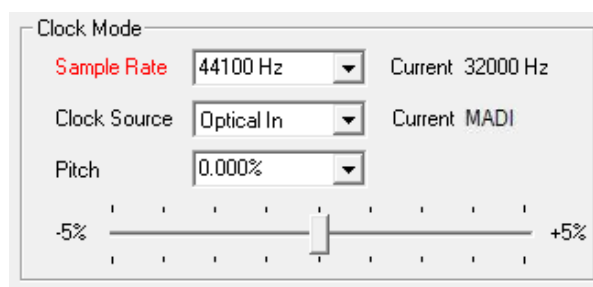 Clock Mode
Sample Rate 44100 Hz Current 32000 Hz
Clock Source Optical In Current MADI
Pitch 0.000%
-5% +5%